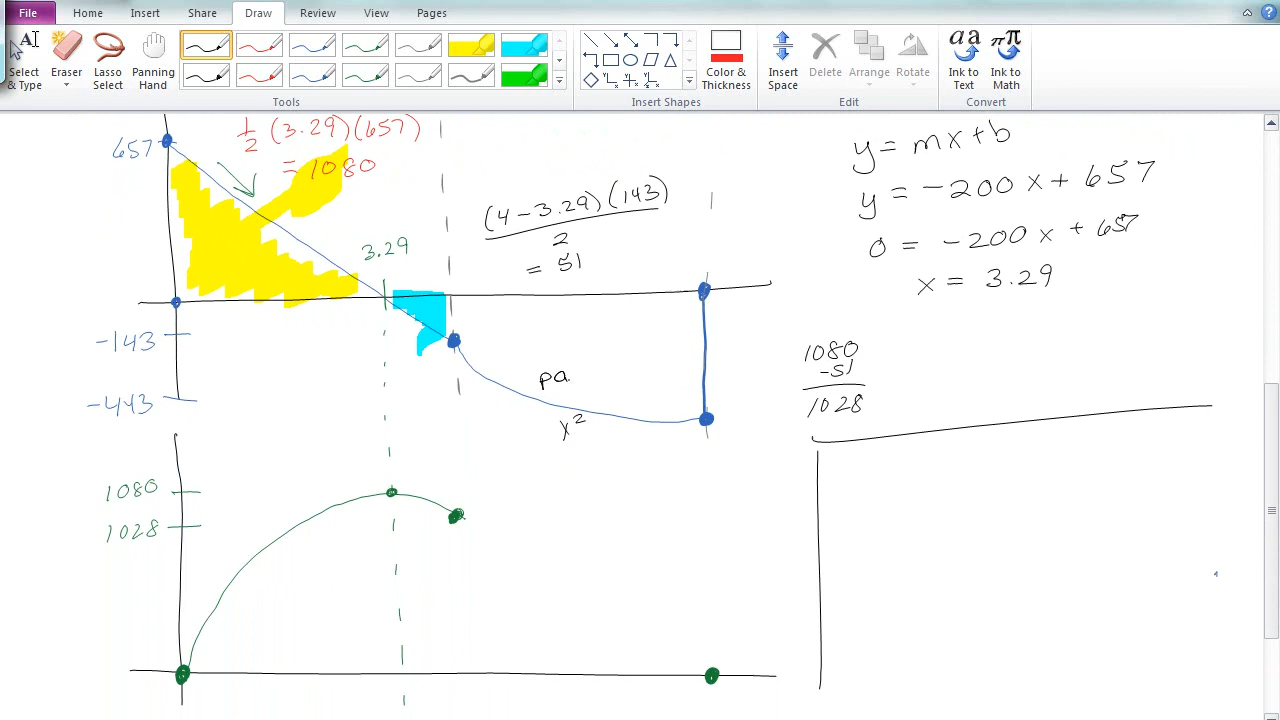 File Home Insert Share Draw Review View Pages
Select & Type
Eraser
Lasso Select
Panning Hand
Color & Thickness
Insert Space
Delete
Arrange
Rotate
Ink to Text
Ink to Math
Tools
Insert Shapes
Edit
Convert
657
1/2 (3.29)(657)
= 1080
3.29
(4-3.29)(143)
2
= 51
y = mx+b
y = -200x + 657
0 = -200x + 657
x = 3.29
-143
-443
pa
x²
1080
-51
1028
1080
1028